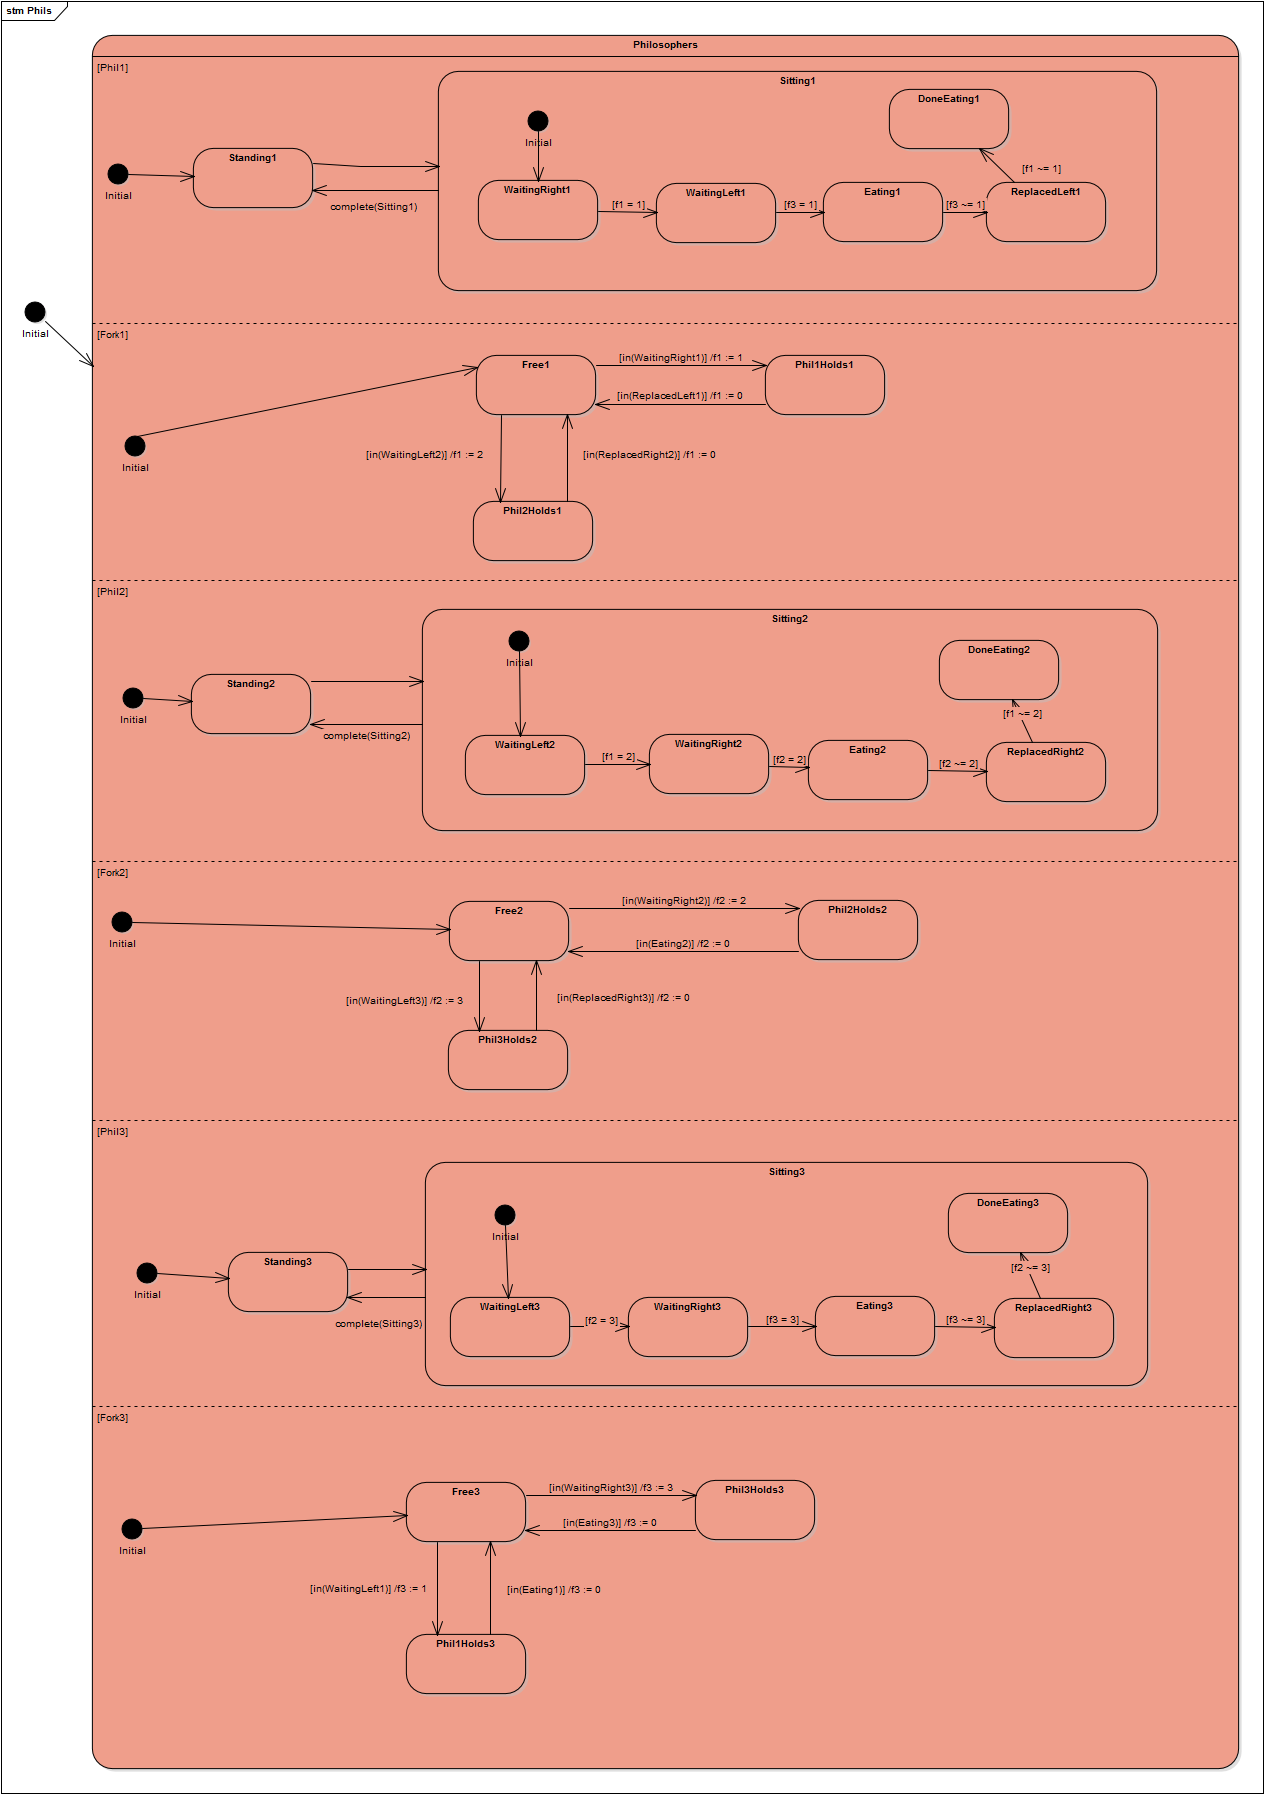 stm Phils
Philosophers
[Phil1]
Sitting1
DoneEating1
Initial
Standing1
[f1 ~= 1]
WaitingRight1
WaitingLeft1
Eating1
ReplacedLeft1
Initial
complete(Sitting1)
[f1 = 1]
[f3 = 1]
[f3 ~= 1]
Initial
[Fork1]
Free1
[in(WaitingRight1)] /f1 := 1
Phil1Holds1
[in(ReplacedLeft1)] /f1 := 0
Initial
[in(WaitingLeft2)] /f1 := 2
[in(ReplacedRight2)] /f1 := 0
Phil2Holds1
[Phil2]
Sitting2
DoneEating2
Initial
Standing2
[f1 ~= 2]
Initial
complete(Sitting2)
WaitingLeft2
WaitingRight2
Eating2
ReplacedRight2
[f1 = 2]
[f2 = 2]
[f2 ~= 2]
[Fork2]
Free2
[in(WaitingRight2)] /f2 := 2
Phil2Holds2
Initial
[in(Eating2)] /f2 := 0
[in(WaitingLeft3)] /f2 := 3
[in(ReplacedRight3)] /f2 := 0
Phil3Holds2
[Phil3]
Sitting3
DoneEating3
Initial
Standing3
[f2 ~= 3]
Initial
complete(Sitting3)
WaitingLeft3
WaitingRight3
Eating3
ReplacedRight3
[f2 = 3]
[f3 = 3]
[f3 ~= 3]
[Fork3]
Free3
[in(WaitingRight3)] /f3 := 3
Phil3Holds3
[in(Eating3)] /f3 := 0
Initial
[in(WaitingLeft1)] /f3 := 1
[in(Eating1)] /f3 := 0
Phil1Holds3